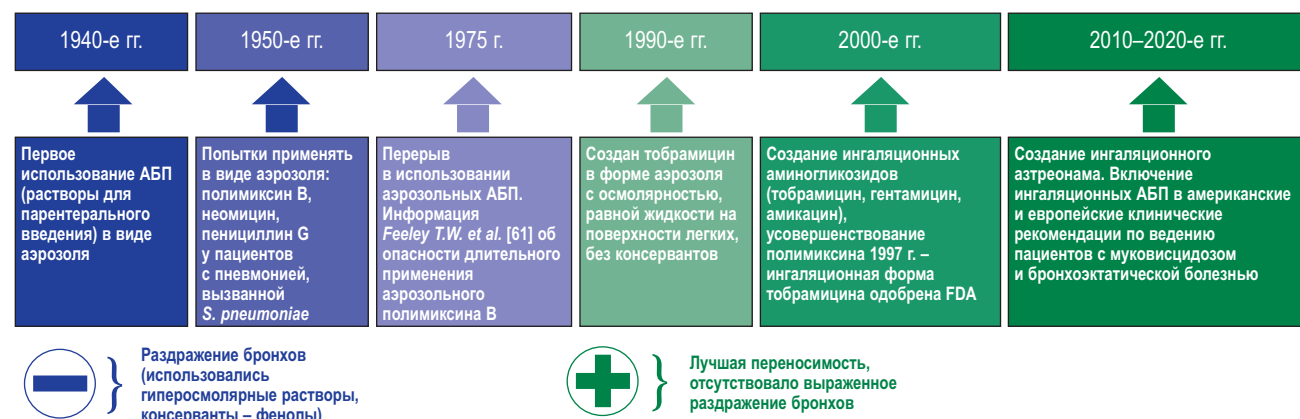 1940-е гг.
1950-е гг.
1975 г.
1990-е гг.
2000-е гг.
2010–2020-е гг.
Первое
использование АБП
(растворы для
парентерального
введения) в виде
аэрозоля
Попытки применять
в виде аэрозоля:
полимиксин В,
неомицин,
пенициллин G
у пациентов
с пневмонией,
вызванной
S. pneumoniae
Перерыв
в использовании
аэрозольных АБП.
Информация
Feeley T.W. et al. [61] об
опасности длительного
применения
аэрозольного
полимиксина В
Создан тобрамицин
в форме аэрозоля
с осмолярностью,
равной жидкости на
поверхности легких,
без консервантов
Создание ингаляционных
аминогликозидов
(тобрамицин, гентамицин,
амикацин),
усовершенствование
полимиксина 1997 г. –
ингаляционная форма
тобрамицина одобрена FDA
Создание ингаляционного
азтреонама. Включение
ингаляционных АБП в американские
и европейские клинические
рекомендации по ведению
пациентов с муковисцидозом
и бронхоэктатической болезнью
Раздражение бронхов
(использовались
гиперосмолярные растворы,
консерванты – фенолы)
Лучшая переносимость,
отсутствовало выраженное
раздражение бронхов